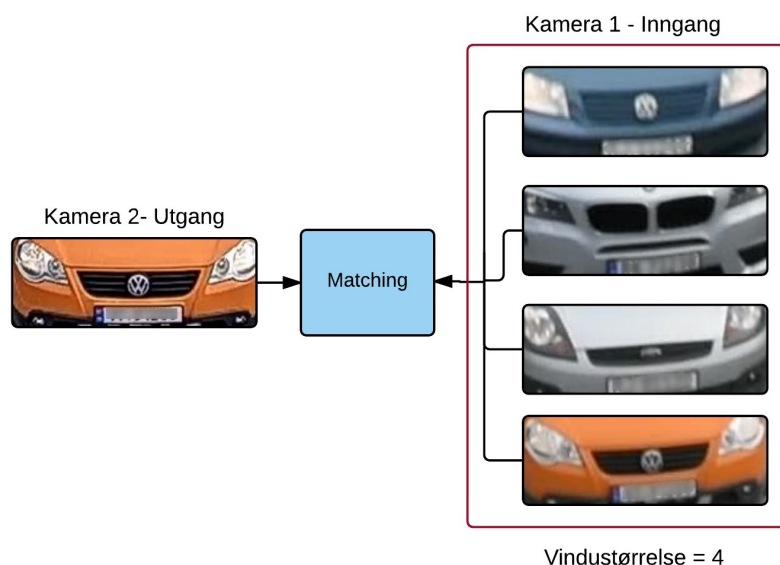 Kamera 1 - Inngang
Kamera 2- Utgang
Matching
Vindustørrelse = 4